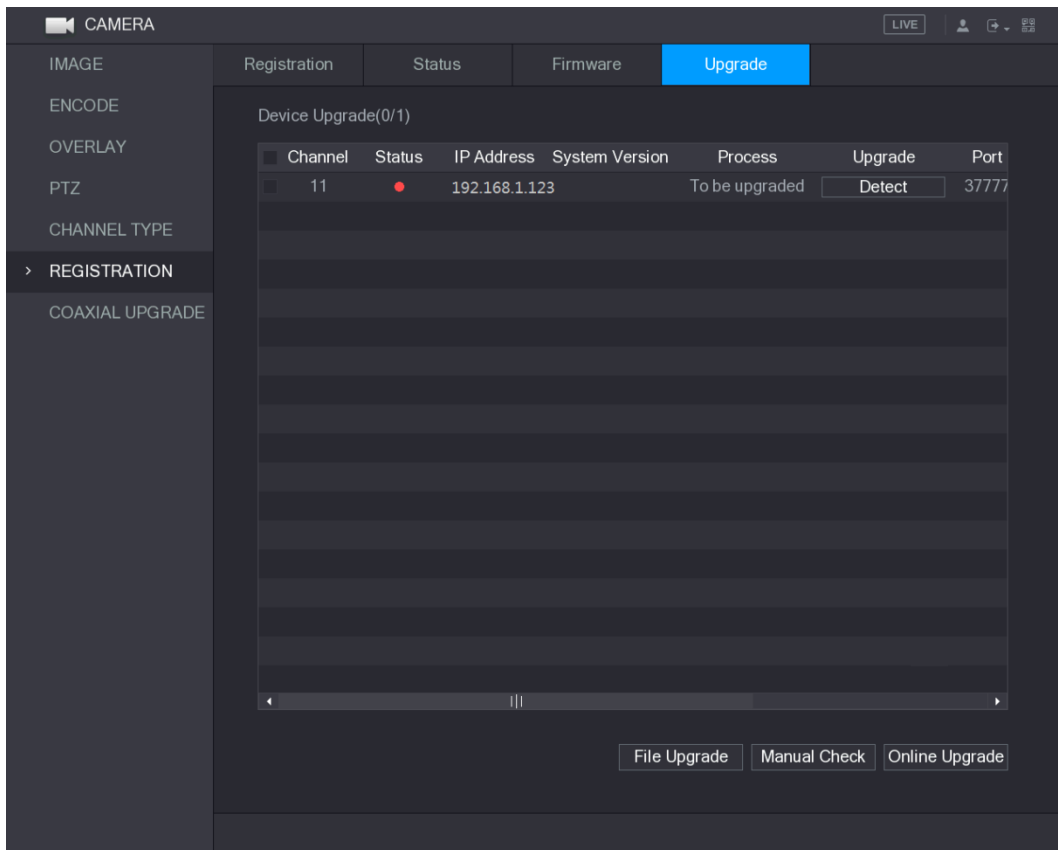 CAMERA
LIVE
IMAGE
ENCODE
OVERLAY
PTZ
CHANNEL TYPE
> REGISTRATION
COAXIAL UPGRADE
Registration Status Firmware Upgrade
Device Upgrade(0/1)
Channel Status IP Address System Version Process Upgrade Port
11 192.168.1.123 To be upgraded Detect 37777
File Upgrade Manual Check Online Upgrade